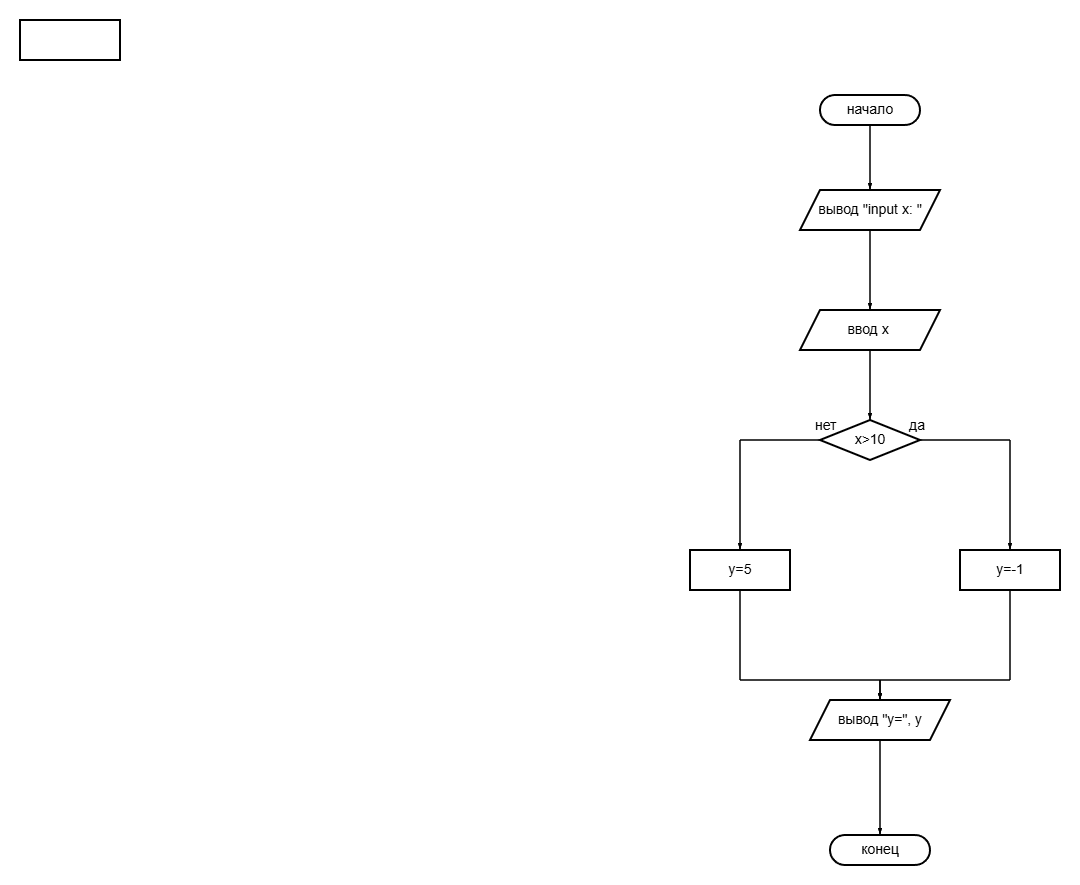 начало
вывод "input x: "
ввод x
нет
да
x>10
y=5
y=-1
вывод "y=", y
конец